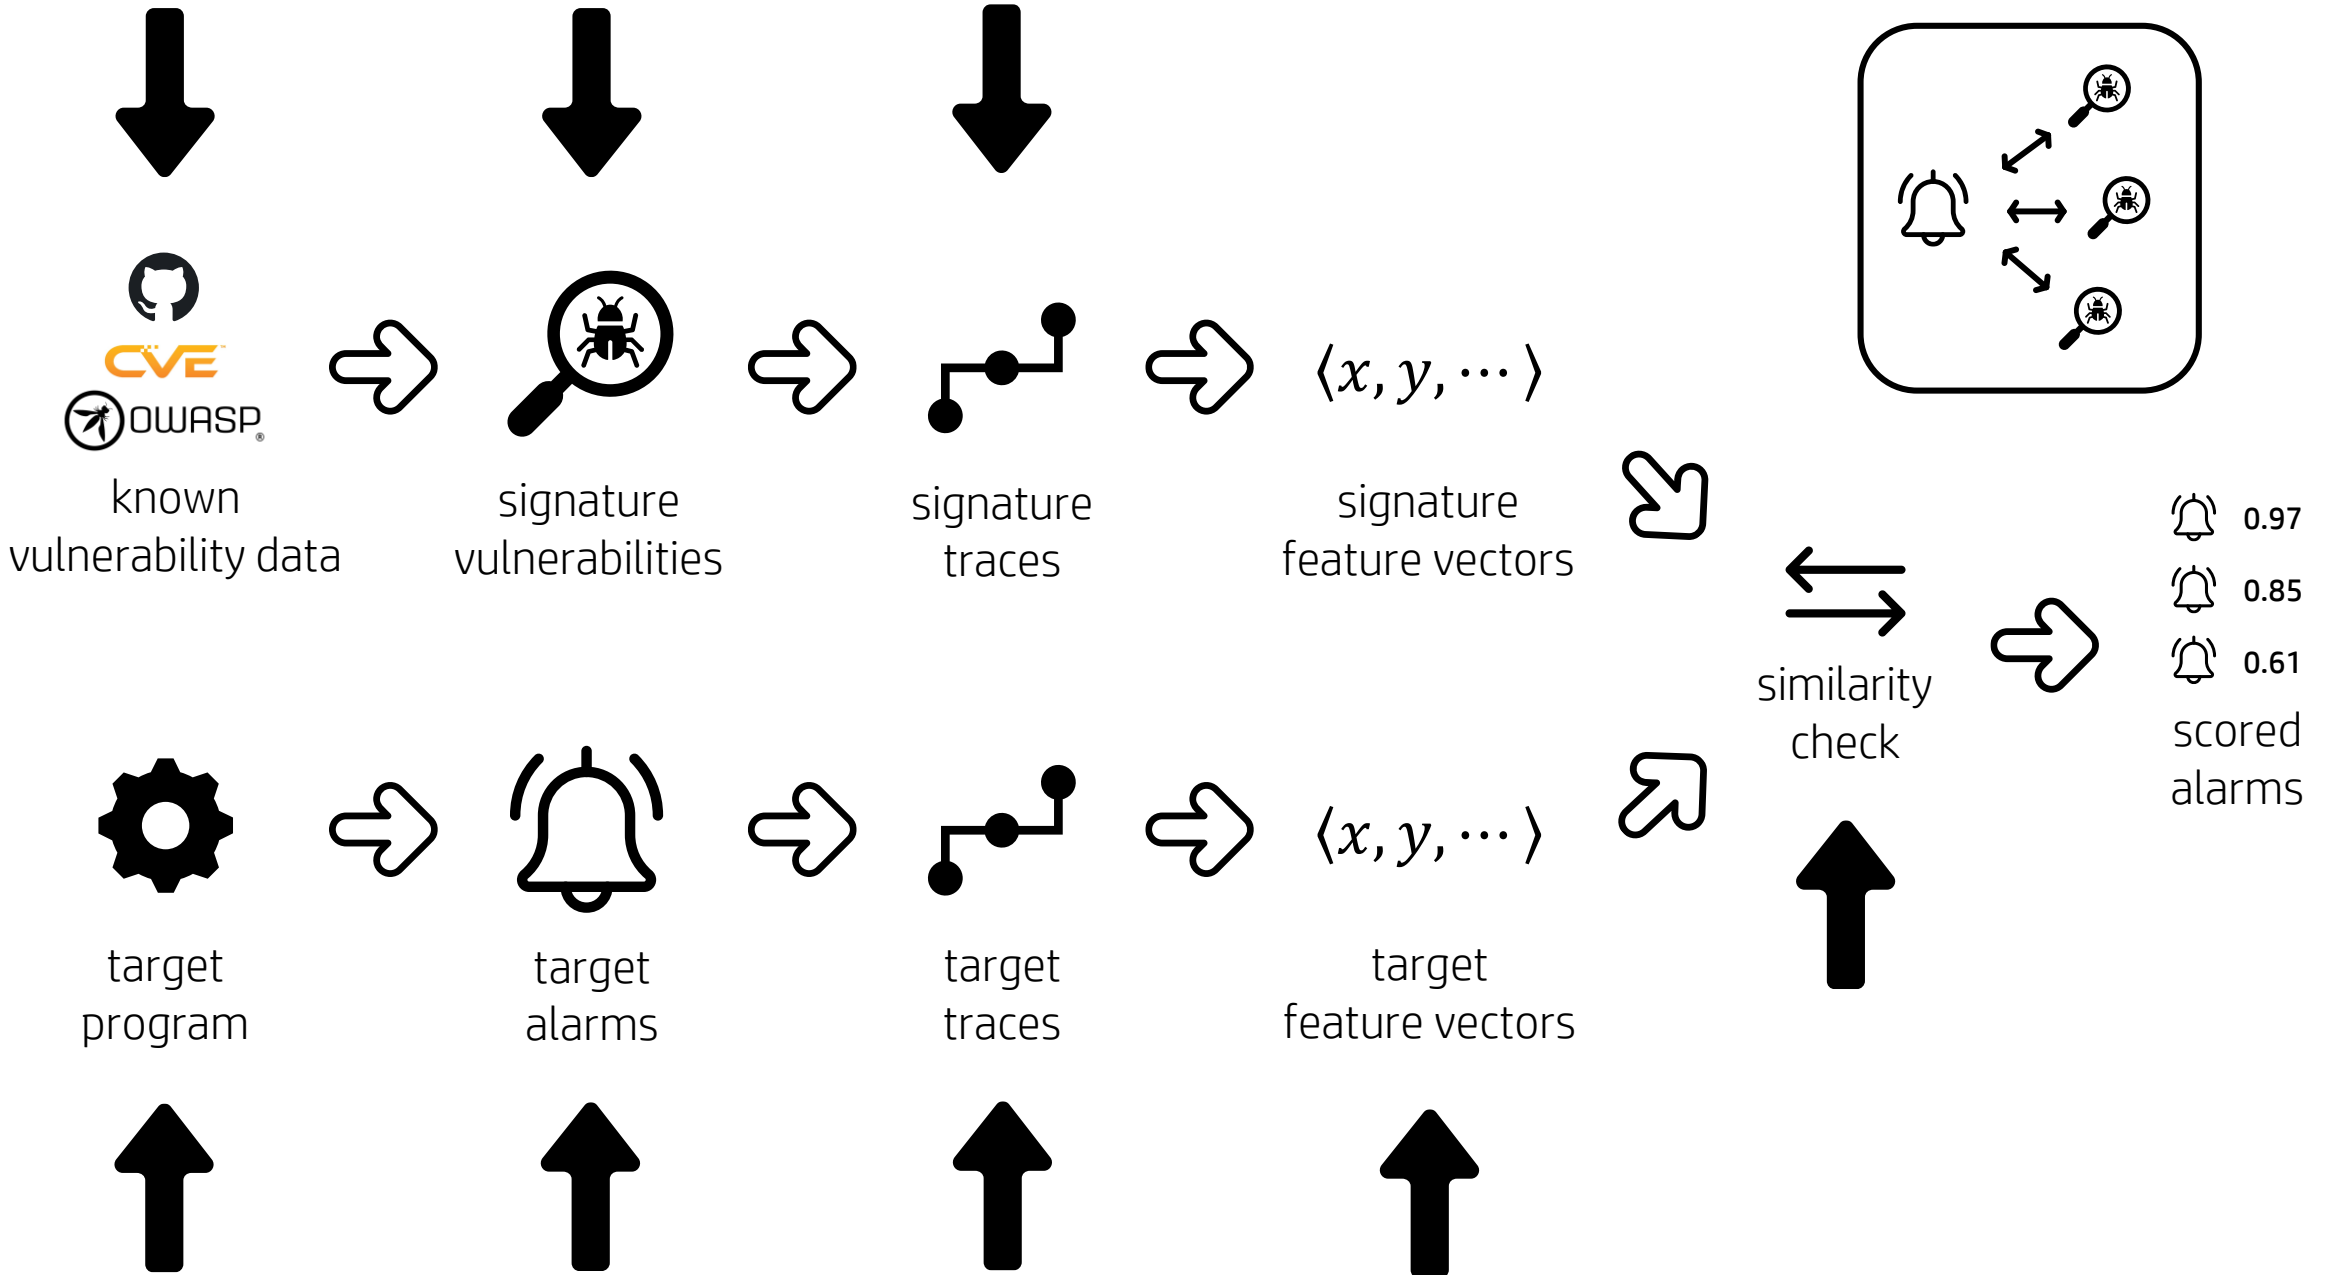 CVE™
OWASP®
known
vulnerability data
signature
vulnerabilities
signature
traces
⟨x, y, ⋯ ⟩
signature
feature vectors
similarity
check
0.97
0.85
0.61
scored
alarms
target
program
target
alarms
target
traces
⟨x, y, ⋯ ⟩
target
feature vectors